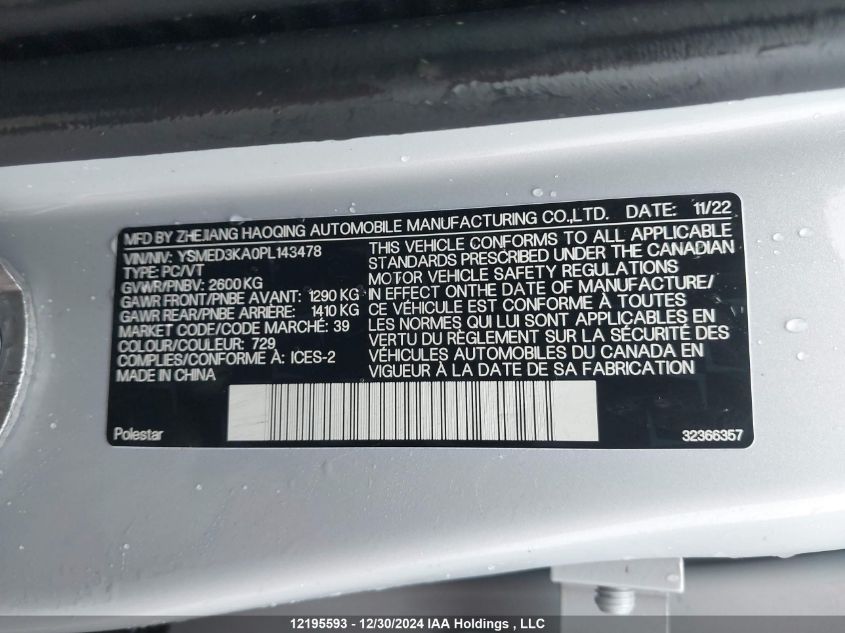 MFD BY ZHEJIANG HAOQING AUTOMOBILE MANUFACTURING CO.,LTD. DATE: 11/22
VIN/NIV: YSMED3KA0PL143478
TYPE: PC/VT
GVWR/PNBV: 2600 KG
GAWR FRONT/PNBE AVANT: 1290 KG
GAWR REAR/PNBE ARRIÈRE: 1410 KG
MARKET CODE/CODE MARCHÉ: 39
COLOUR/COULEUR: 729
COMPLIES/CONFORME À: ICES-2
MADE IN CHINA
THIS VEHICLE CONFORMS TO ALL APPLICABLE
STANDARDS PRESCRIBED UNDER THE CANADIAN
MOTOR VEHICLE SAFETY REGULATIONS
IN EFFECT ONTHE DATE OF MANUFACTURE/
CE VÉHICULE EST CONFORME À TOUTES
LES NORMES QUI LUI SONT APPLICABLES EN
VERTU DU RÈGLEMENT SUR LA SÉCURITÉ DES
VÉHICULES AUTOMOBILES DU CANADA EN
VIGUEUR À LA DATE DE SA FABRICATION
Polestar
32366357
12195593 - 12/30/2024 IAA Holdings , LLC